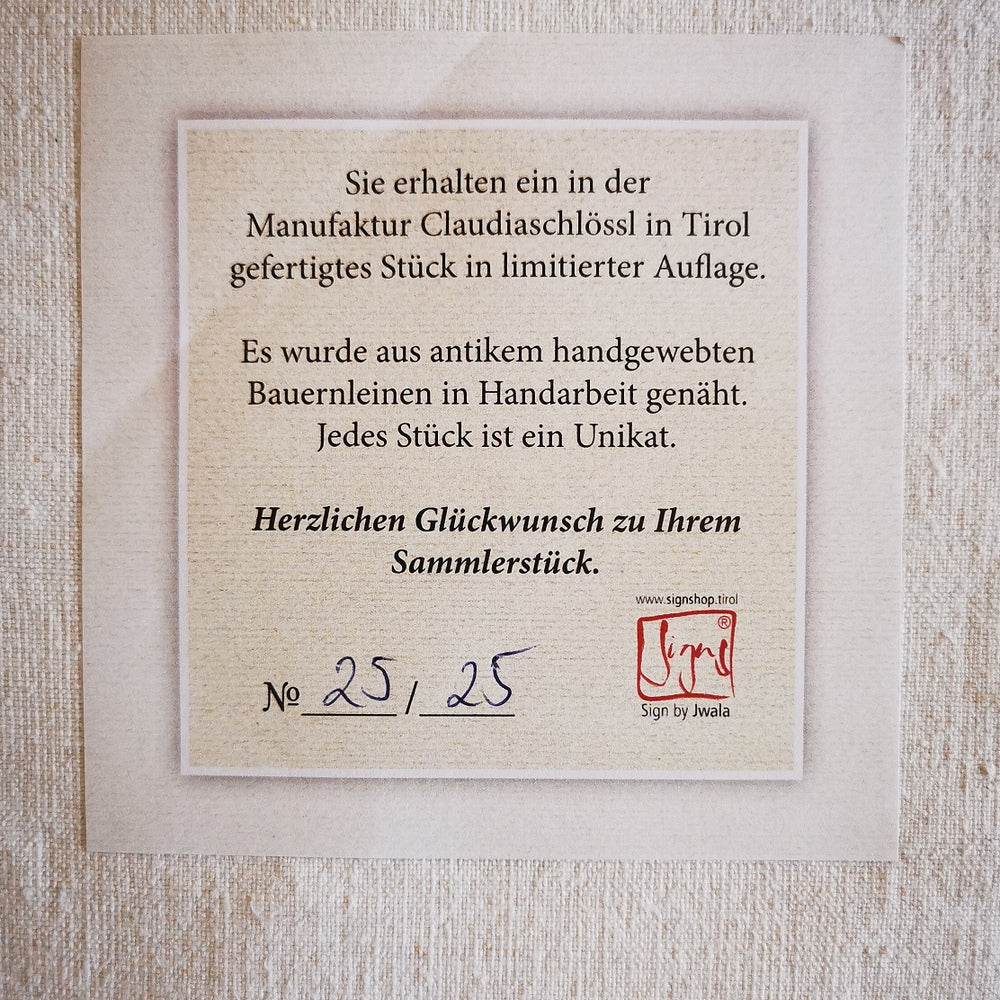 Sie erhalten ein in der
Manufaktur Claudiaschlössl in Tirol
gefertigtes Stück in limitierter Auflage.
Es wurde aus antikem handgewebten
Bauernleinen in Handarbeit genäht.
Jedes Stück ist ein Unikat.
Herzlichen Glückwunsch zu Ihrem
Sammlerstück.
www.signshop.tirol
Signs®
№ 25 / 25
Sign by Jwala